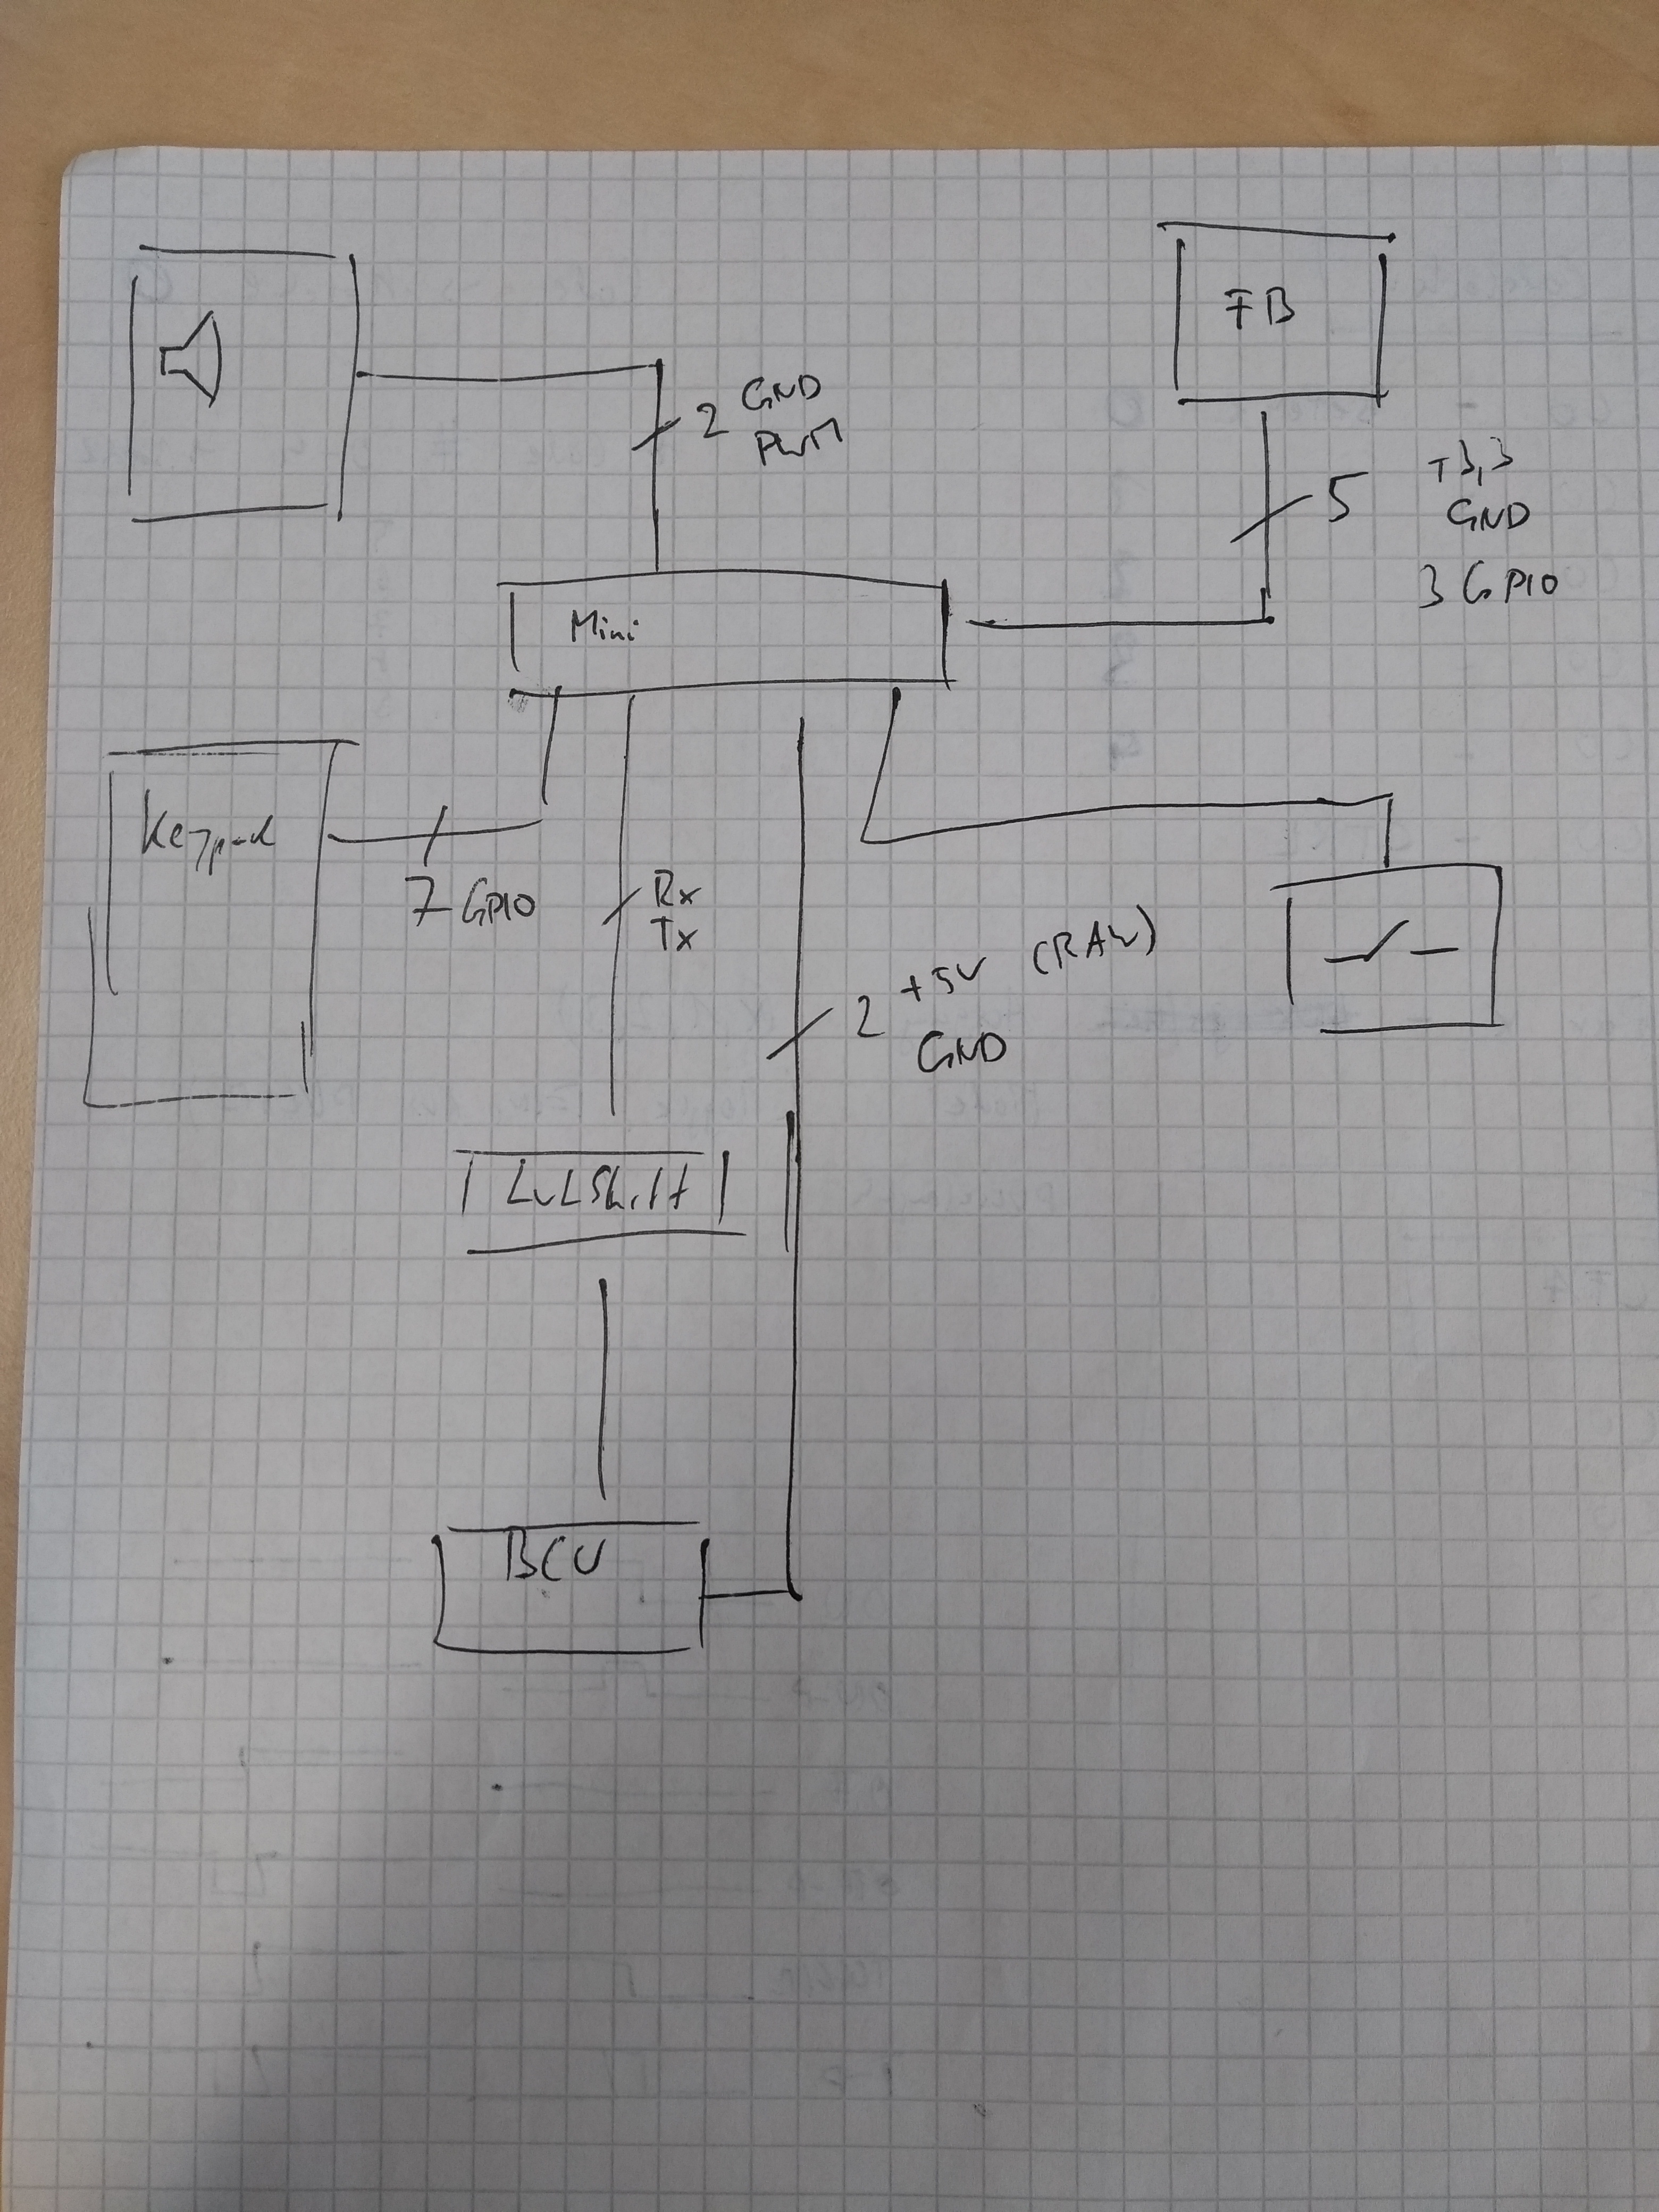 FB
2 GND
PWM
5
+3,3
GND
3 GPIO
Mini
Keypad
7 GPIO
Rx
Tx
2 +5V (RAW)
GND
LvLShift
BCU